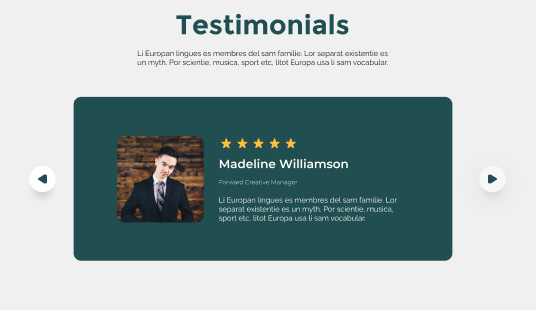 Testimonials
Li Europan lingues es membres del sam familie. Lor separat existentie es
un myth. Por scientie, musica, sport etc, litot Europa usa li sam vocabular.
Madeline Williamson
Forward Creative Manager
Li Europan lingues es membres del sam familie. Lor
separat existentie es un myth. Por scientie, musica,
sport etc, litot Europa usa li sam vocabular.